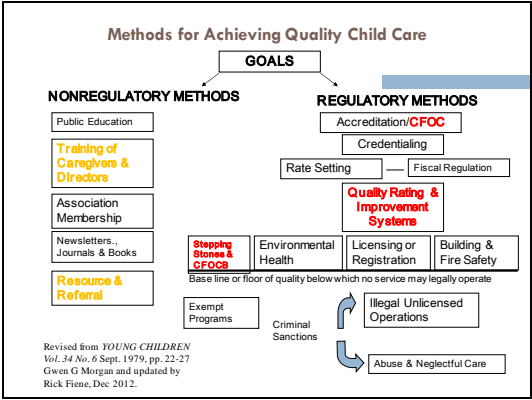 Methods for Achieving Quality Child Care
GOALS
NONREGULATORY METHODS
Public Education
Training of
Caregivers &
Directors
Association
Membership
Newsletters.,
Journals & Books
Resource &
Referral
REGULATORY METHODS
Accreditation/CFOC
Credentialing
Rate Setting
Fiscal Regulation
Quality Rating &
Improvement
Systems
Stepping
Stones &
CFOCB
Environmental
Health
Licensing or
Registration
Building &
Fire Safety
Base line or floor of quality below which no service may legally operate
Exempt
Programs
Criminal
Sanctions
Illegal Unlicensed
Operations
Abuse & Neglectful Care
Revised from YOUNG CHILDREN
Vol. 34 No. 6 Sept. 1979, pp. 22-27
Gwen G Morgan and updated by
Rick Fiene, Dec 2012.